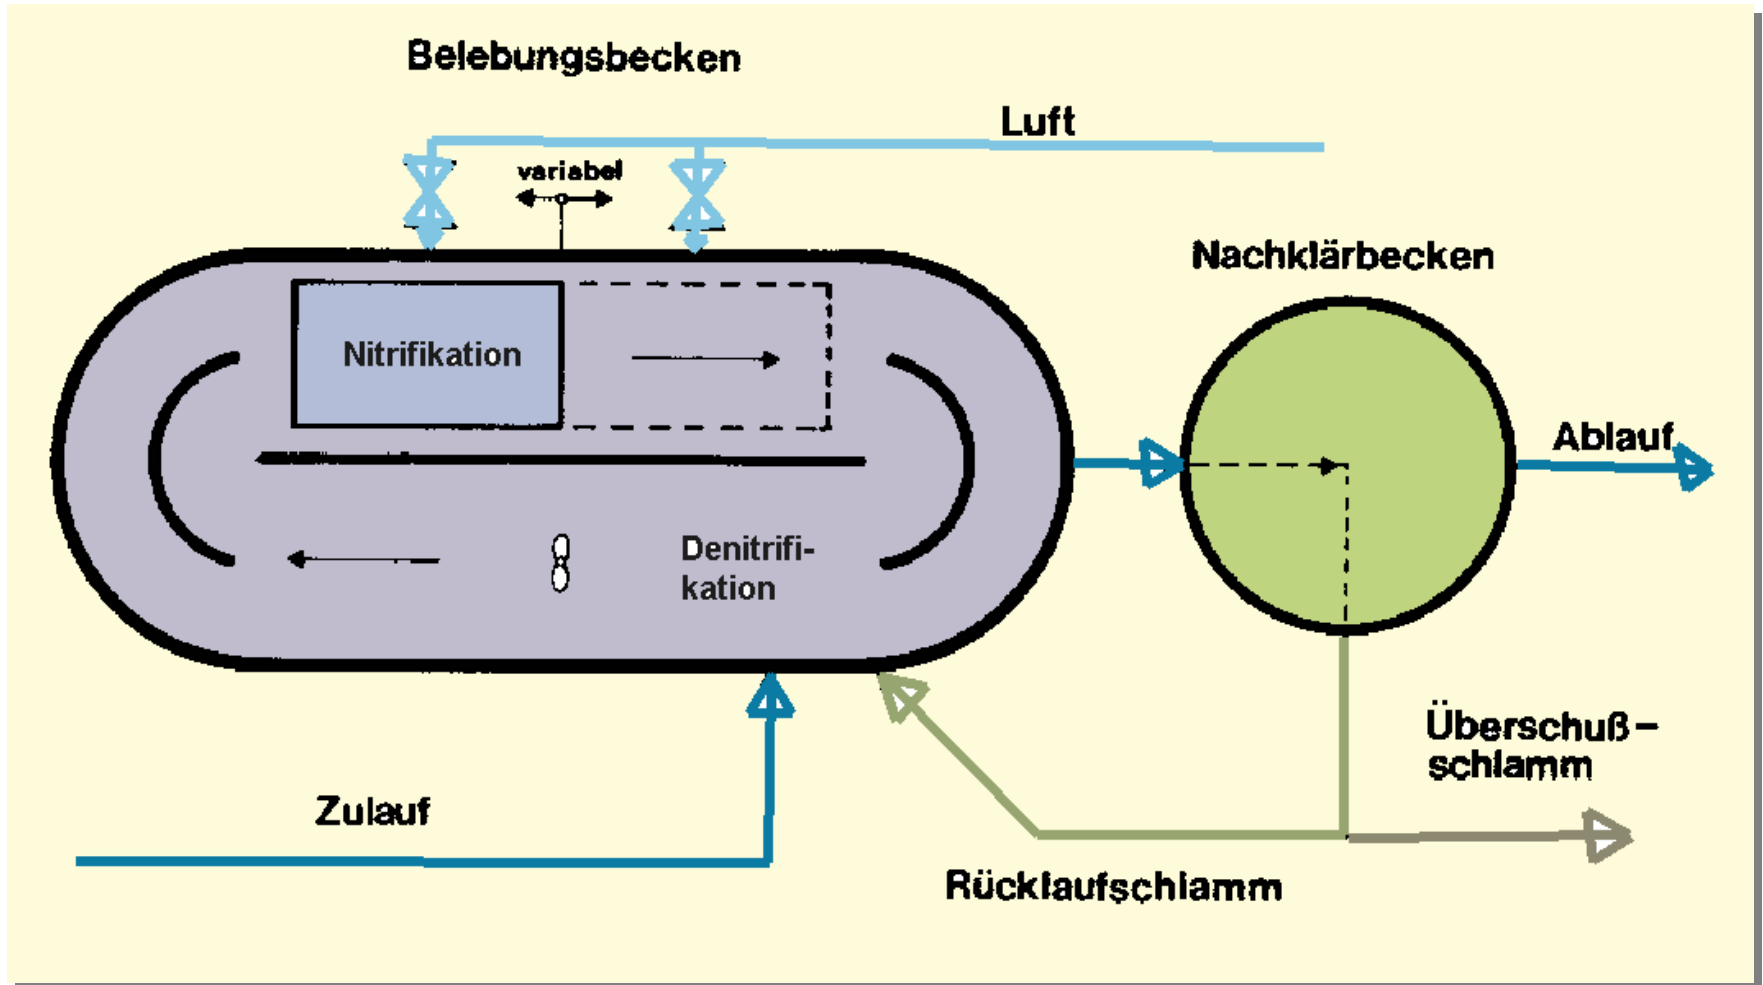 Belebungsbecken
Luft
variabel
Nachklärbecken
Nitrifikation
Ablauf
Denitrifi-
kation
Überschuß-
schlamm
Zulauf
Rücklaufschlamm